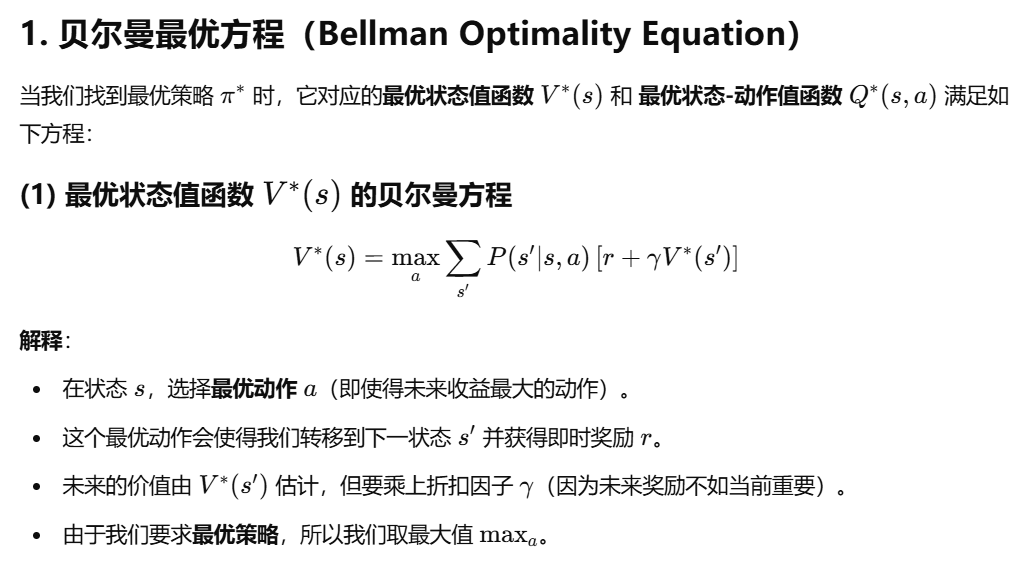 1. 贝尔曼最优方程（Bellman Optimality Equation）
当我们找到最优策略 π* 时，它对应的最优状态值函数 V*(s) 和 最优状态-动作值函数 Q*(s, a) 满足如
下方程：
(1) 最优状态值函数 V*(s) 的贝尔曼方程
V*(s) = max_a ∑_{s′} P(s′|s, a) [r + γV*(s′)]
解释：
• 在状态 s，选择最优动作 a（即使得未来收益最大的动作）。
• 这个最优动作会使得我们转移到下一状态 s′ 并获得即时奖励 r。
• 未来的价值由 V*(s′) 估计，但要乘上折扣因子 γ（因为未来奖励不如当前重要）。
• 由于我们要求最优策略，所以我们取最大值 max_a。